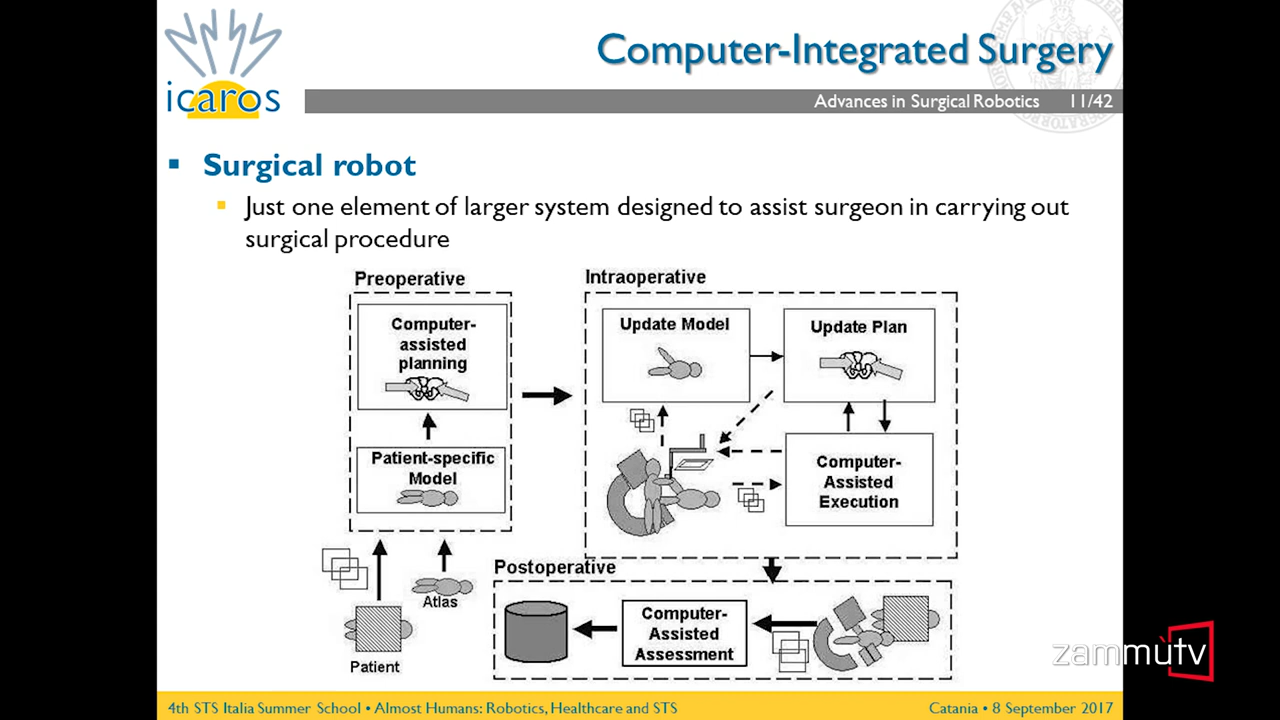 icaros
Computer-Integrated Surgery
Advances in Surgical Robotics 11/42
Surgical robot
Just one element of larger system designed to assist surgeon in carrying out
surgical procedure
Preoperative
Computer-
assisted
planning
Patient-specific
Model
Atlas
Patient
Intraoperative
Update Model
Update Plan
Computer-
Assisted
Execution
Postoperative
Computer-
Assisted
Assessment
zammùtv
4th STS Italia Summer School • Almost Humans: Robotics, Healthcare and STS
Catania • 8 September 2017